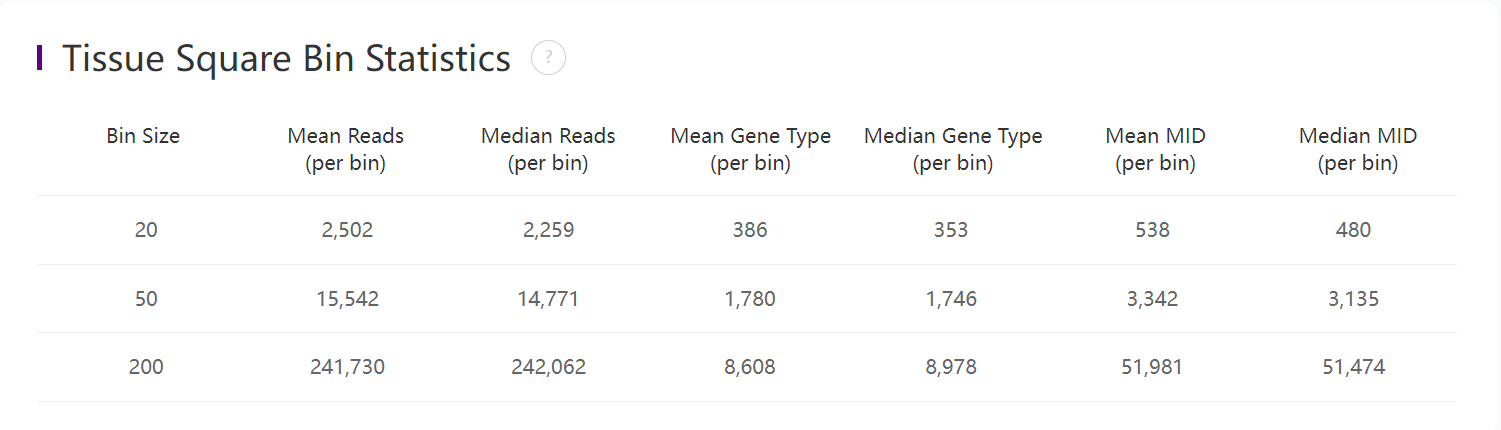 Tissue Square Bin Statistics ?
Bin Size Mean Reads Median Reads Mean Gene Type Median Gene Type Mean MID Median MID
(per bin) (per bin) (per bin) (per bin) (per bin) (per bin)
20 2,502 2,259 386 353 538 480
50 15,542 14,771 1,780 1,746 3,342 3,135
200 241,730 242,062 8,608 8,978 51,981 51,474